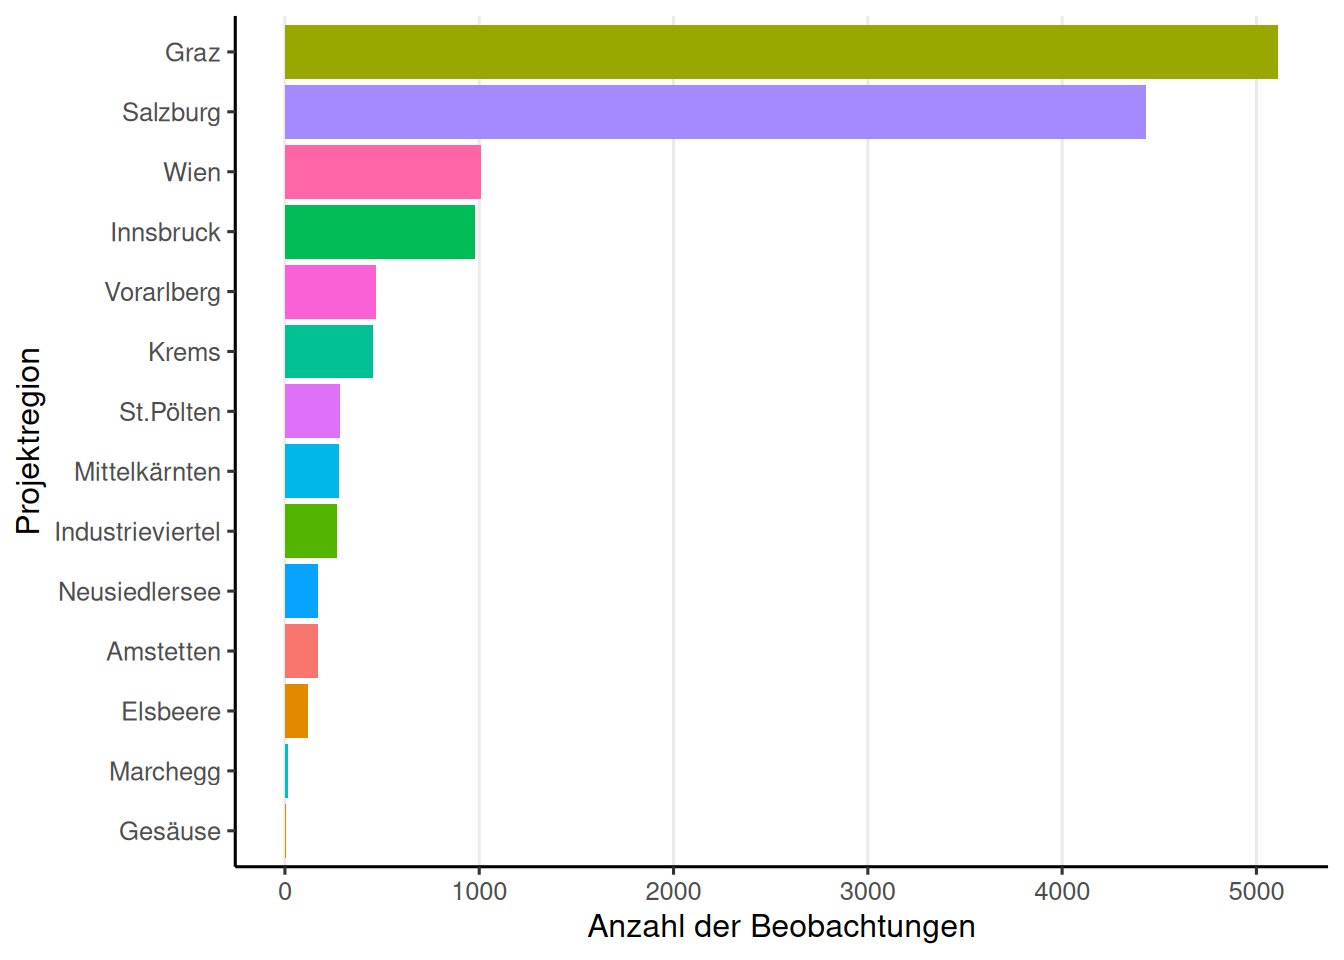 Projektregion
Graz
Salzburg
Wien
Innsbruck
Vorarlberg
Krems
St.Pölten
Mittelkärnten
Industrieviertel
Neusiedlersee
Amstetten
Elsbeere
Marchegg
Gesäuse
0 1000 2000 3000 4000 5000
Anzahl der Beobachtungen